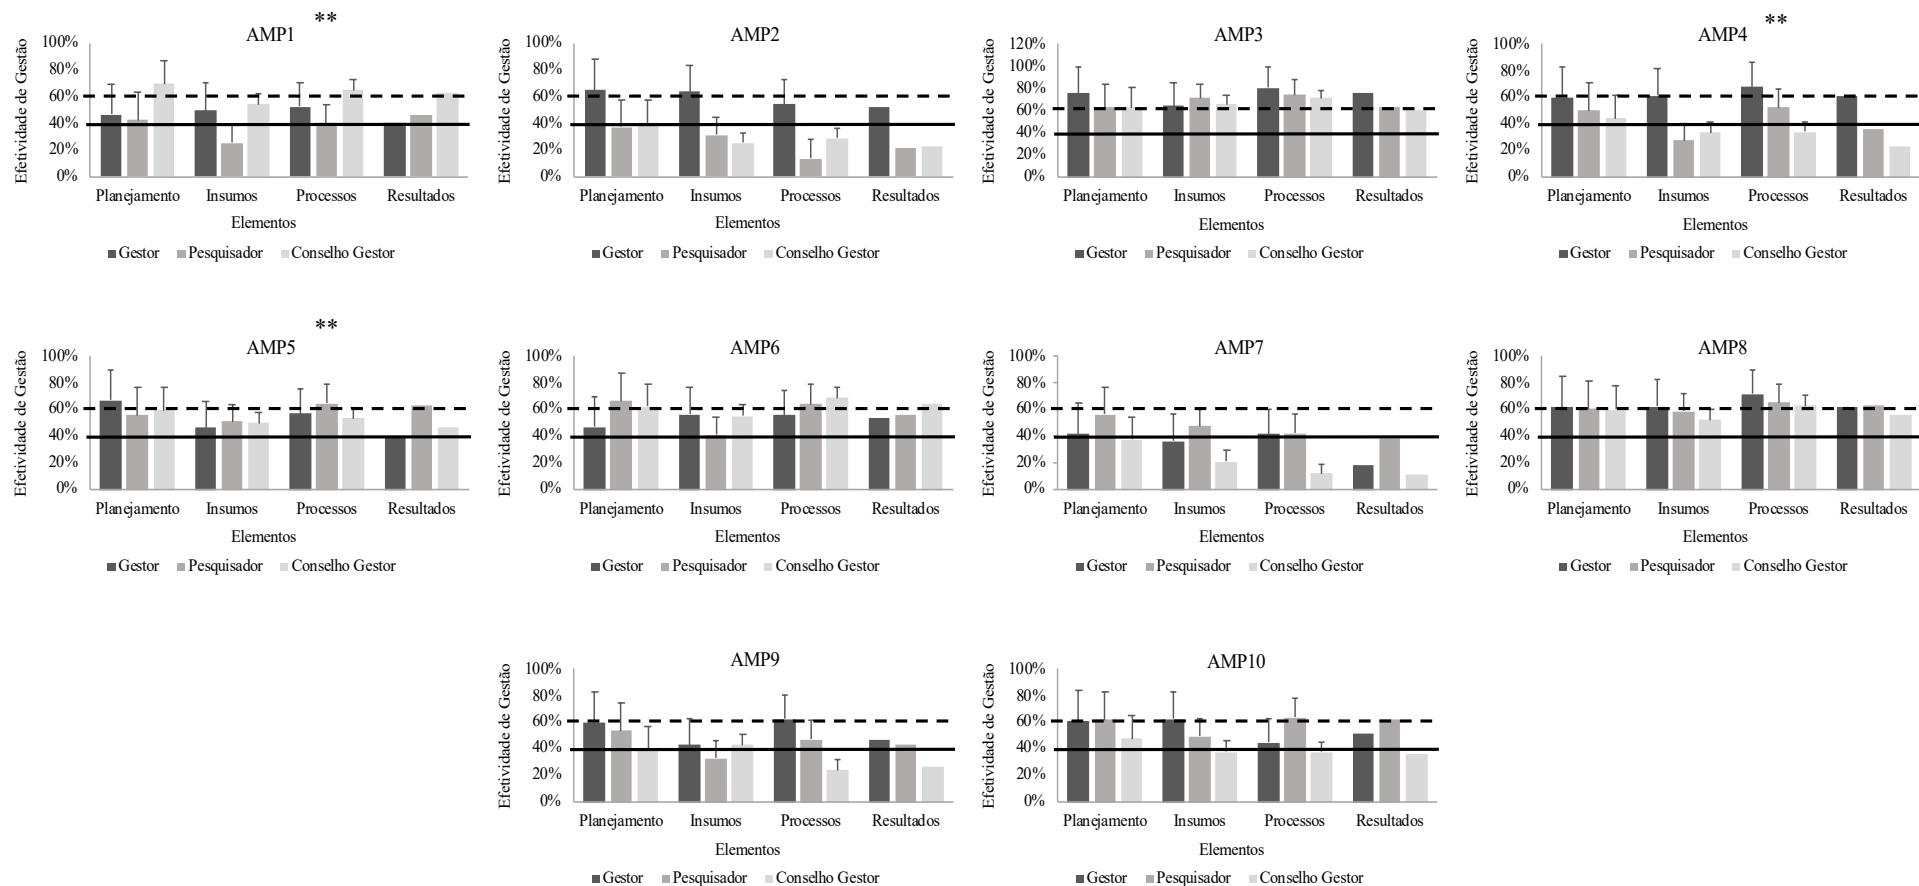 **
AMP1
Efetividade de Gestão
100%
80%
60%
40%
20%
0%
Planejamento Insumos Processos Resultados
Elementos
Gestor Pesquisador Conselho Gestor
AMP2
Efetividade de Gestão
100%
80%
60%
40%
20%
0%
Planejamento Insumos Processos Resultados
Elementos
Gestor Pesquisador Conselho Gestor
AMP3
Efetividade de Gestão
120%
100%
80%
60%
40%
20%
0%
Planejamento Insumos Processos Resultados
Elementos
Gestor Pesquisador Conselho Gestor
**
AMP4
Efetividade de Gestão
100%
80%
60%
40%
20%
0%
Planejamento Insumos Processos Resultados
Elementos
Gestor Pesquisador Conselho Gestor
**
AMP5
Efetividade de Gestão
100%
80%
60%
40%
20%
0%
Planejamento Insumos Processos Resultados
Elementos
Gestor Pesquisador Conselho Gestor
AMP6
Efetividade de Gestão
100%
80%
60%
40%
20%
0%
Planejamento Insumos Processos Resultados
Elementos
Gestor Pesquisador Conselho Gestor
AMP7
Efetividade de Gestão
100%
80%
60%
40%
20%
0%
Planejamento Insumos Processos Resultados
Elementos
Gestor Pesquisador Conselho Gestor
AMP8
Efetividade de Gestão
100%
80%
60%
40%
20%
0%
Planejamento Insumos Processos Resultados
Elementos
Gestor Pesquisador Conselho Gestor
AMP9
Efetividade de Gestão
100%
80%
60%
40%
20%
0%
Planejamento Insumos Processos Resultados
Elementos
Gestor Pesquisador Conselho Gestor
AMP10
Efetividade de Gestão
100%
80%
60%
40%
20%
0%
Planejamento Insumos Processos Resultados
Elementos
Gestor Pesquisador Conselho Gestor